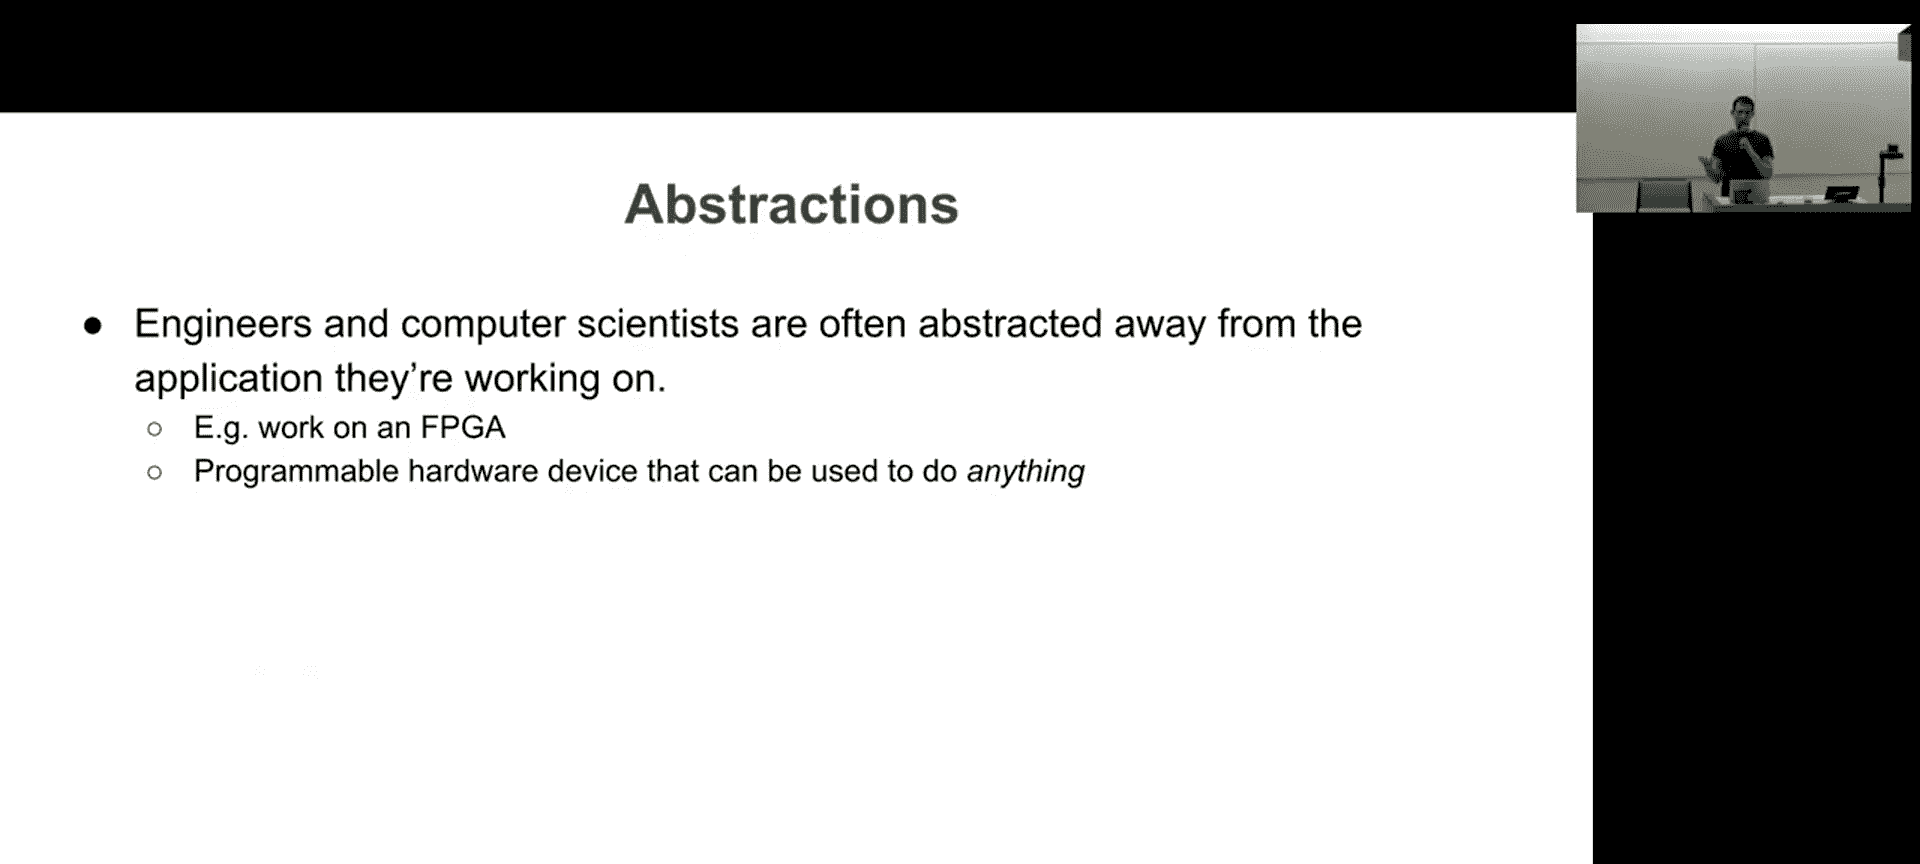 Abstractions
● Engineers and computer scientists are often abstracted away from the
application they’re working on.
○ E.g. work on an FPGA
○ Programmable hardware device that can be used to do anything